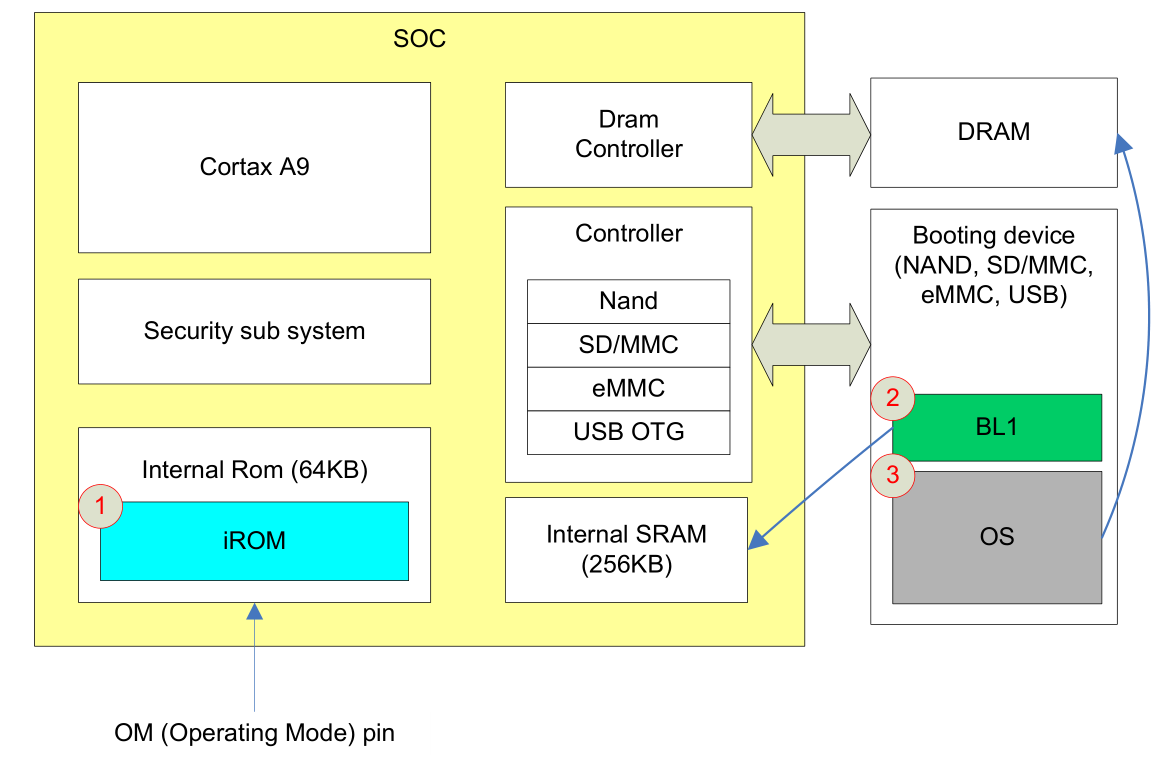 SOC
Cortax A9
Security sub system
Internal Rom (64KB)
1
iROM
OM (Operating Mode) pin
Dram
Controller
Controller
Nand
SD/MMC
eMMC
USB OTG
Internal SRAM
(256KB)
DRAM
Booting device
(NAND, SD/MMC,
eMMC, USB)
2
BL1
3
OS